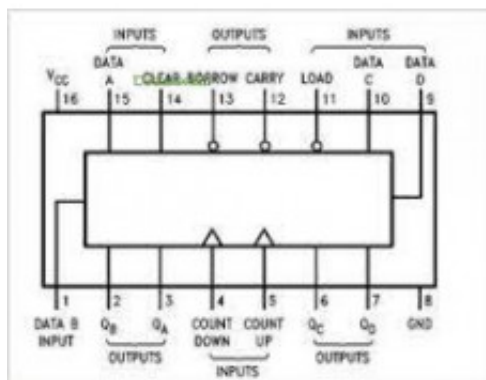 INPUTS OUTPUTS INPUTS
DATA DATA DATA
VCC A CLEAR BORROW CARRY LOAD C D
16 15 14 13 12 11 10 9
1 2 3 4 5 6 7 8
DATA B QB QA COUNT COUNT QC QD GND
INPUT DOWN UP
OUTPUTS OUTPUTS
INPUTS